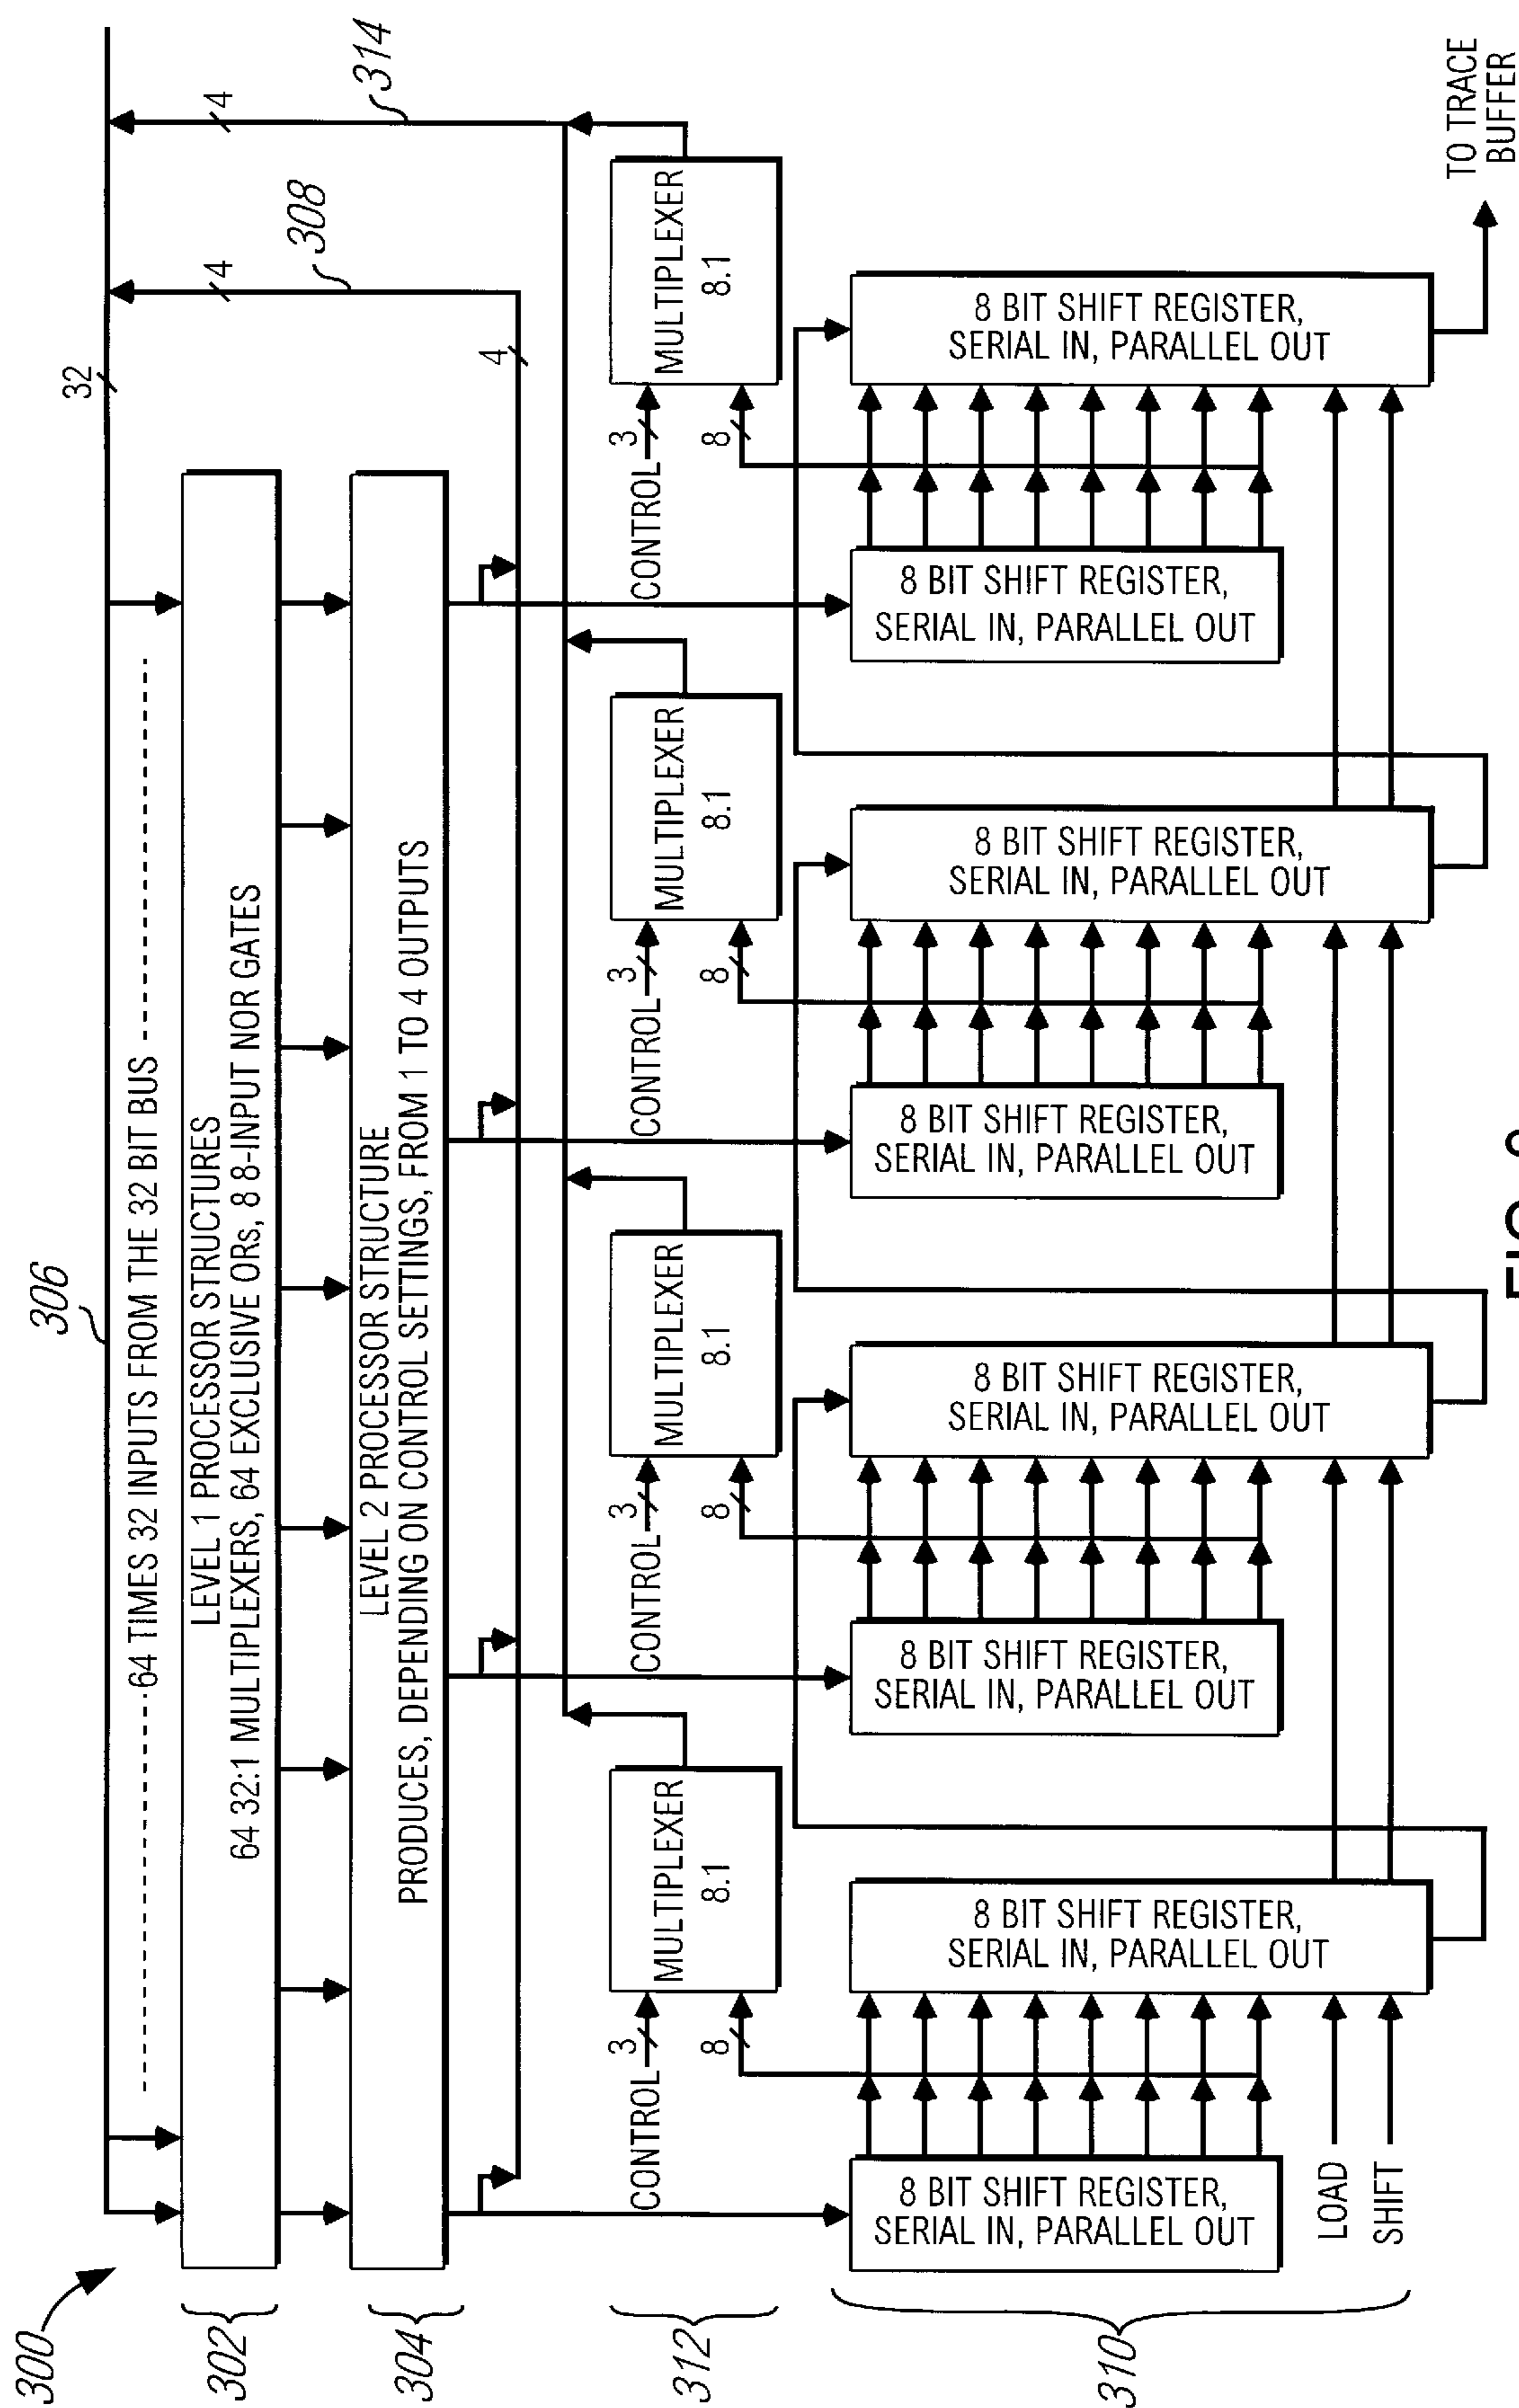 300
306
32
4
4
308
314
64 TIMES 32 INPUTS FROM THE 32 BIT BUS
302
LEVEL 1 PROCESSOR STRUCTURES
64 32:1 MULTIPLEXERS, 64 EXCLUSIVE ORs, 8 8-INPUT NOR GATES
304
LEVEL 2 PROCESSOR STRUCTURE
PRODUCES, DEPENDING ON CONTROL SETTINGS, FROM 1 TO 4 OUTPUTS
4
312
CONTROL
3
8
MULTIPLEXER
8.1
CONTROL
3
8
MULTIPLEXER
8.1
CONTROL
3
8
MULTIPLEXER
8.1
CONTROL
3
8
MULTIPLEXER
8.1
310
8 BIT SHIFT REGISTER,
SERIAL IN, PARALLEL OUT
8 BIT SHIFT REGISTER,
SERIAL IN, PARALLEL OUT
8 BIT SHIFT REGISTER,
SERIAL IN, PARALLEL OUT
8 BIT SHIFT REGISTER,
SERIAL IN, PARALLEL OUT
8 BIT SHIFT REGISTER,
SERIAL IN, PARALLEL OUT
8 BIT SHIFT REGISTER,
SERIAL IN, PARALLEL OUT
8 BIT SHIFT REGISTER,
SERIAL IN, PARALLEL OUT
8 BIT SHIFT REGISTER,
SERIAL IN, PARALLEL OUT
LOAD
SHIFT
TO TRACE
BUFFER
FIG.